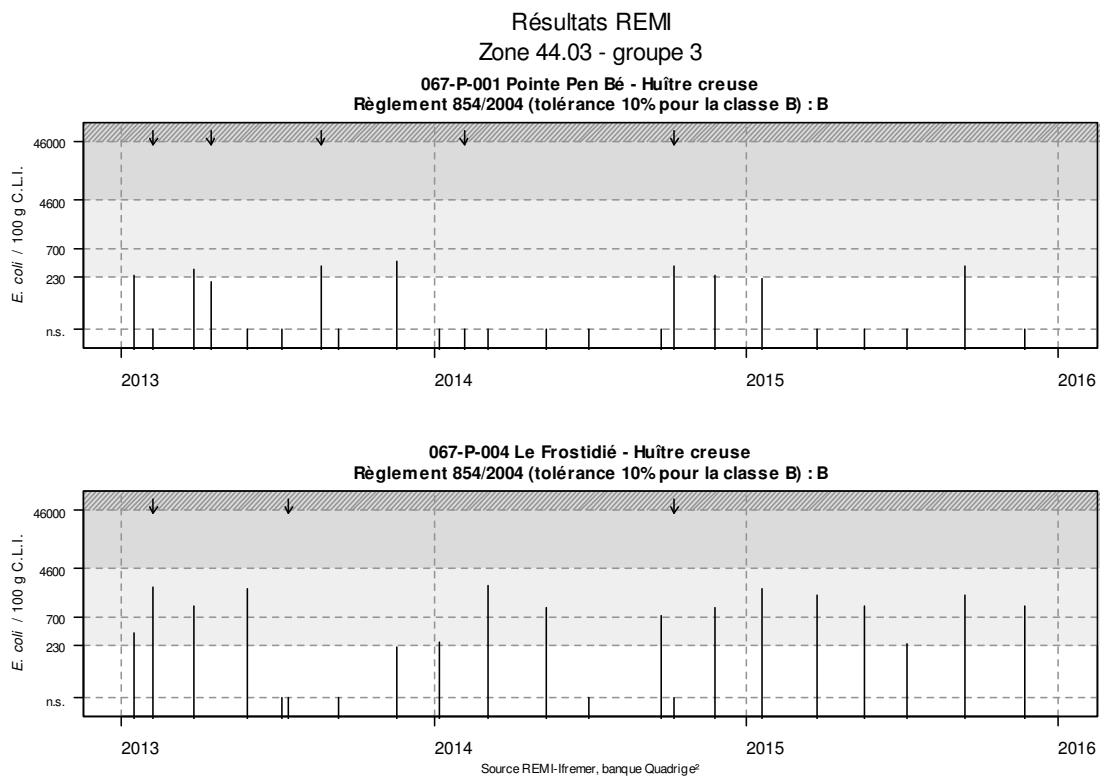 Résultats REMI
Zone 44.03 - groupe 3
067-P-001 Pointe Pen Bé - Huître creuse
Règlement 854/2004 (tolérance 10% pour la classe B) : B
E. coli / 100 g C.L.I.
46000
4600
700
230
n.s.
2013 2014 2015 2016
067-P-004 Le Frostidié - Huître creuse
Règlement 854/2004 (tolérance 10% pour la classe B) : B
E. coli / 100 g C.L.I.
46000
4600
700
230
n.s.
2013 2014 2015 2016
Source REMI-Ifremer, banque Quadrige²